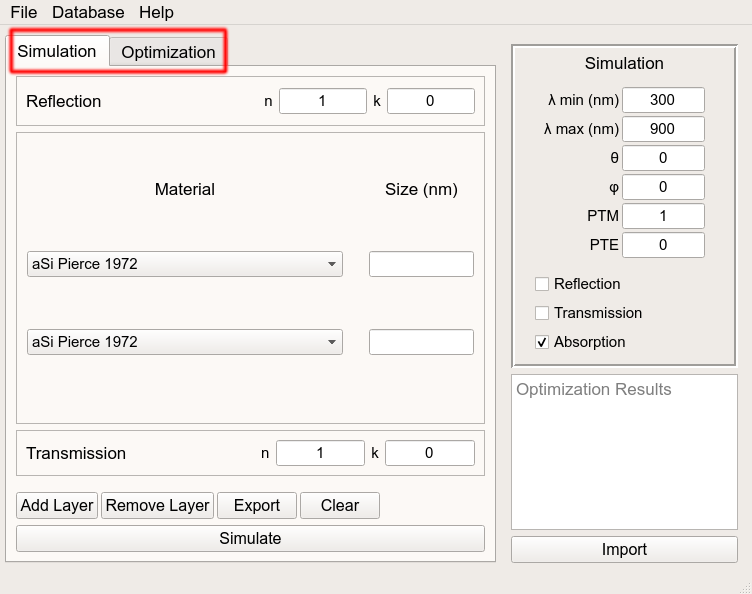 File Database Help
Simulation Optimization
Reflection n 1 k 0
Material Size (nm)
aSi Pierce 1972
aSi Pierce 1972
Transmission n 1 k 0
Add Layer Remove Layer Export Clear
Simulate
Simulation
λ min (nm) 300
λ max (nm) 900
θ 0
φ 0
PTM 1
PTE 0
Reflection
Transmission
Absorption
Optimization Results
Import